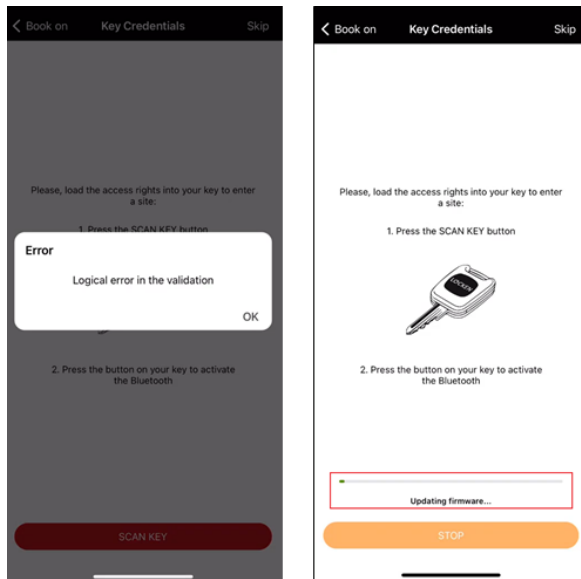 Book on Key Credentials Skip
Please, load the access rights into your key to enter
a site:
1. Press the SCAN KEY button
Error
Logical error in the validation
OK
2. Press the button on your key to activate
the Bluetooth
SCAN KEY
Book on Key Credentials Skip
Please, load the access rights into your key to enter
a site:
1. Press the SCAN KEY button
LOCKEN
2. Press the button on your key to activate
the Bluetooth
Updating firmware...
STOP